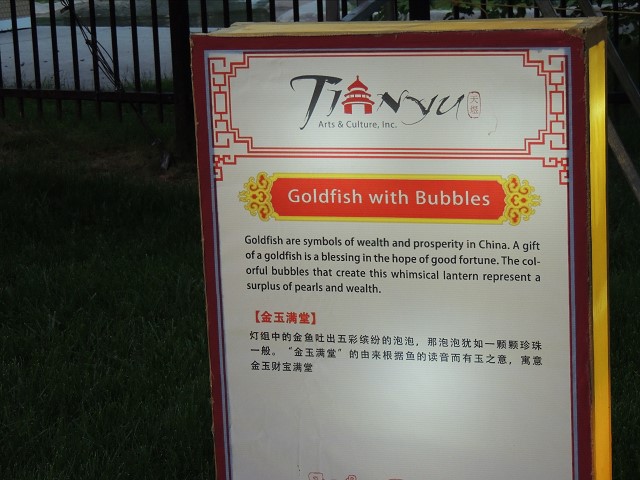 TIANYU
天煜
Arts & Culture, Inc.
Goldfish with Bubbles
Goldfish are symbols of wealth and prosperity in China. A gift
of a goldfish is a blessing in the hope of good fortune. The col-
orful bubbles that create this whimsical lantern represent a
surplus of pearls and wealth.
【金玉满堂】
灯组中的金鱼吐出五彩缤纷的泡泡，那泡泡犹如一颗颗珍珠
一般。“金玉满堂”的由来根据鱼的读音而有玉之意，寓意
金玉财宝满堂